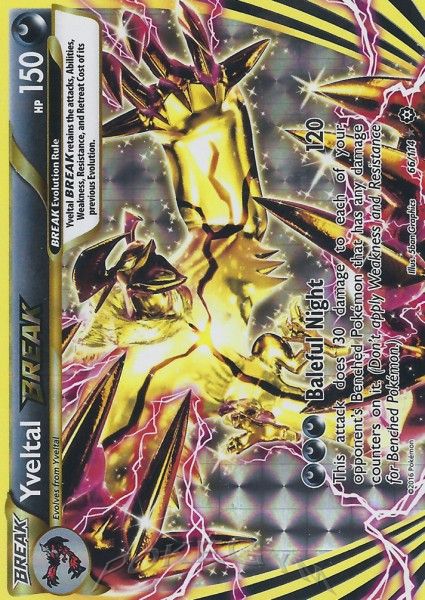 BREAK
Yveltal BREAK
HP 150
Evolves from Yveltal
BREAK Evolution Rule
Yveltal BREAK retains the attacks, Abilities,
Weakness, Resistance, and Retreat Cost of its
previous Evolution.
Baleful Night 120
This attack does 30 damage to each of your
opponent's Benched Pokémon that has any damage
counters on it. (Don't apply Weakness and Resistance
for Benched Pokémon.)
Illus. 5ban Graphics
66/114
©2016 Pokémon